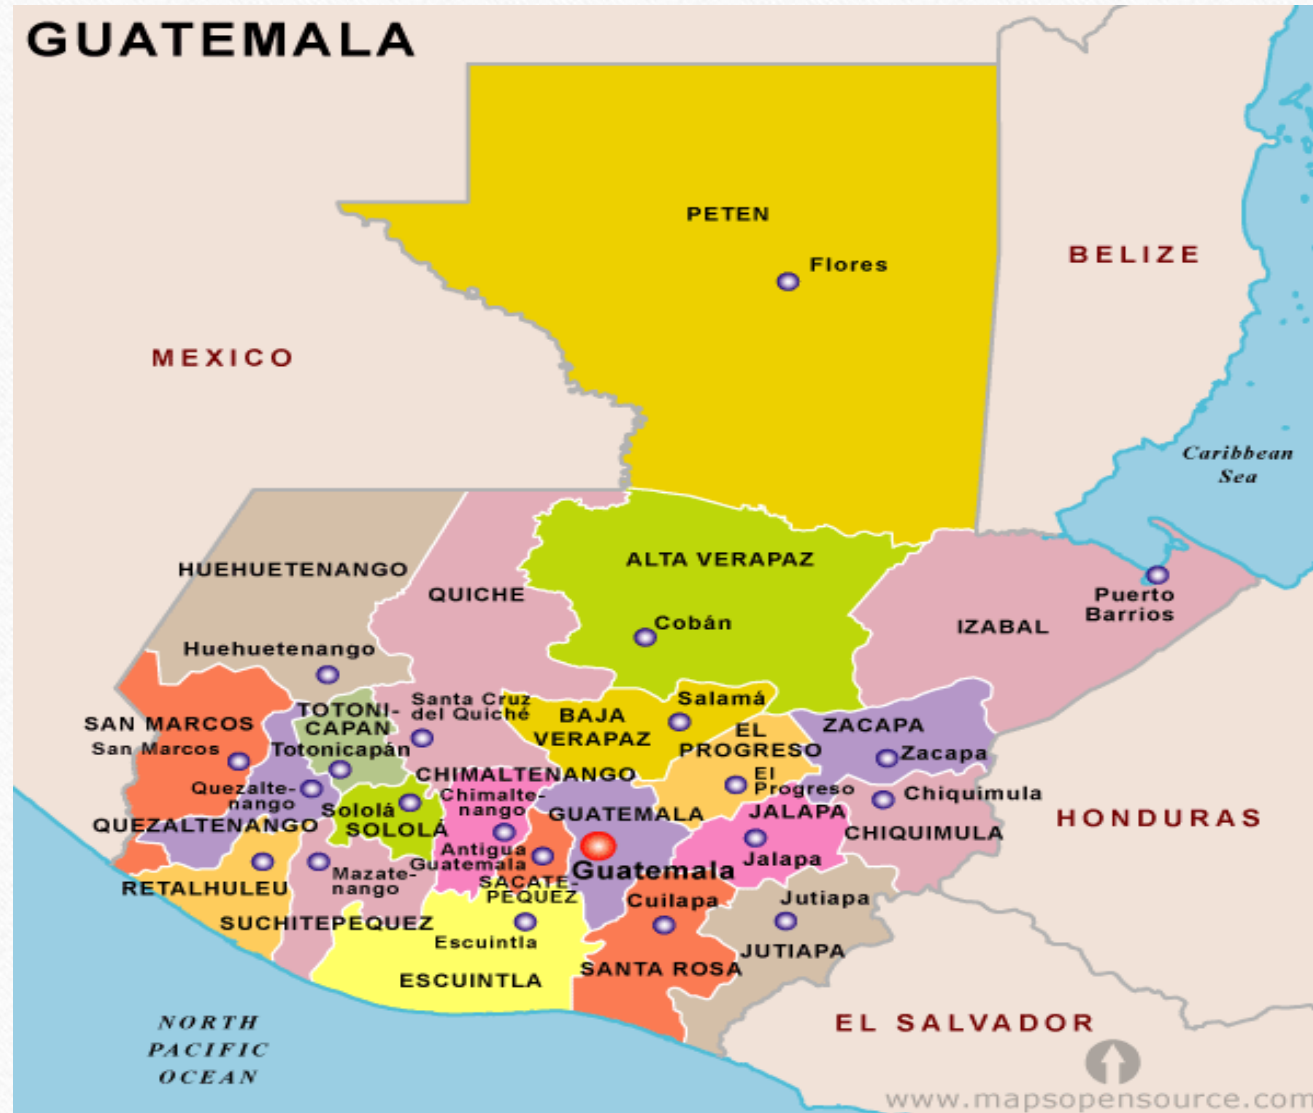 GUATEMALA
PETEN
Flores
BELIZE
MEXICO
Caribbean
Sea
ALTA VERAPAZ
HUEHUETENANGO
QUICHE
Puerto
Barrios
Cobán
IZABAL
Huehuetenango
Santa Cruz
del Quiché
Salamá
TOTONI-
CAPAN
BAJA
VERAPAZ
SAN MARCOS
San Marcos
Totonicapán
EL
PROGRESO
ZACAPA
Zacapa
CHIMALTENANGO
El
Progreso
Quezalte-
nango
Chimalte-
nango
Chiquimula
Sololá
SOLOLÁ
GUATEMALA
JALAPA
HONDURAS
QUEZALTENANGO
CHIQUIMULA
Antigua
Guatemala
Jalapa
Guatemala
Mazate-
nango
RETALHULEU
SACATE-
PEQUEZ
Cuilapa
Jutiapa
SUCHITEPEQUEZ
Escuintla
JUTIAPA
ESCUINTLA
SANTA ROSA
NORTH
PACIFIC
OCEAN
EL SALVADOR
www.mapsopensource.com